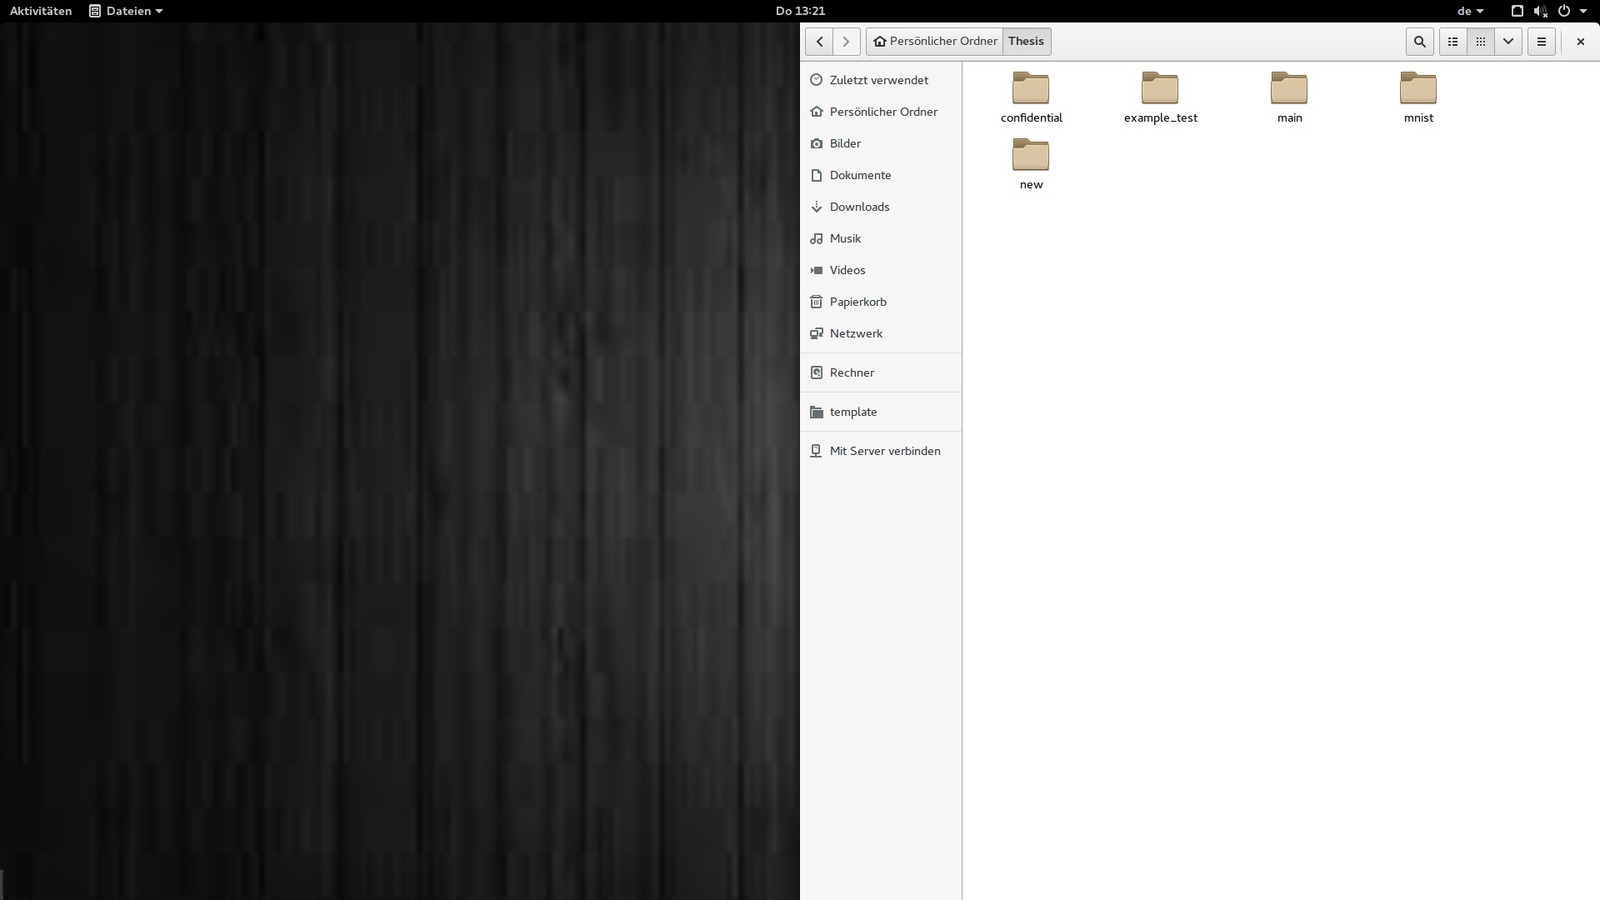 Aktivitäten Dateien Do 13:21 de
Persönlicher Ordner Thesis
Zuletzt verwendet
Persönlicher Ordner
Bilder
Dokumente
Downloads
Musik
Videos
Papierkorb
Netzwerk
Rechner
template
Mit Server verbinden
confidential example_test main mnist
new